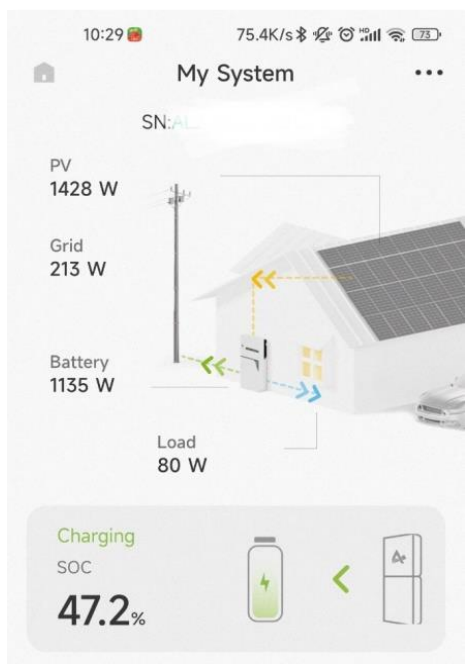 10:29 75.4K/s HD 73
My System
SN:AL
PV
1428 W
Grid
213 W
Battery
1135 W
Load
80 W
Charging
SOC
47.2%